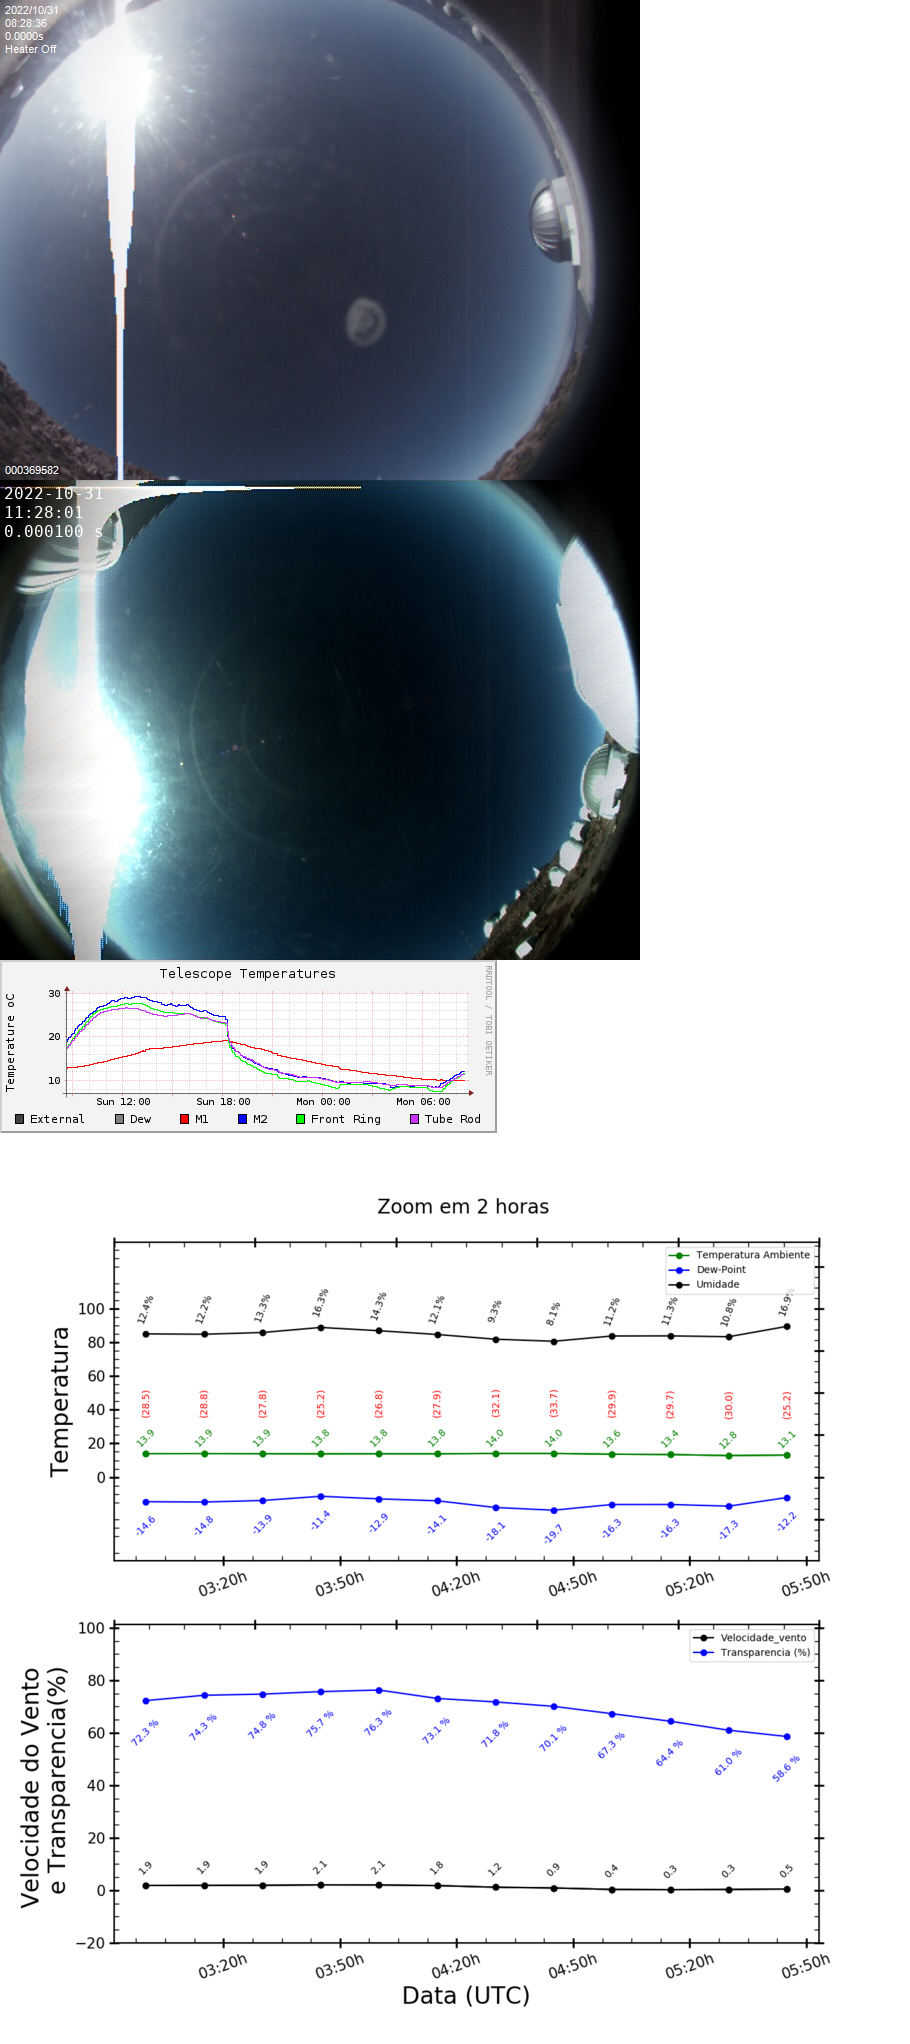 2022/10/31
08:28:36
0.0000s
Heater Off
000369582
2022-10-31
11:28:01
0.000100 s
Telescope Temperatures
Temperature oC
RRDTOOL / TOBI OETIKER
30
20
10
Sun 12:00 Sun 18:00 Mon 00:00 Mon 06:00
External Dew M1 M2 Front Ring Tube Rod
Zoom em 2 horas
Temperatura
Temperatura Ambiente
Dew-Point
Umidade
100
80
60
40
20
0
12.4% 12.2% 13.3% 16.3% 14.3% 12.1% 9.3% 8.1% 11.2% 11.3% 10.8% 16.9%
(28.5) (28.8) (27.8) (25.2) (26.8) (27.9) (32.1) (33.7) (29.9) (29.7) (30.0) (25.2)
13.9 13.9 13.9 13.8 13.8 13.8 14.0 14.0 13.6 13.4 12.8 13.1
-14.6 -14.8 -13.9 -11.4 -12.9 -14.1 -18.1 -19.7 -16.3 -16.3 -17.3 -12.2
03:20h 03:50h 04:20h 04:50h 05:20h 05:50h
Velocidade do Vento
e Transparencia(%)
Velocidade_vento
Transparencia (%)
100
80
60
40
20
0
−20
72.3 % 74.3 % 74.8 % 75.7 % 76.3 % 73.1 % 71.8 % 70.1 % 67.3 % 64.4 % 61.0 % 58.6 %
1.9 1.9 1.9 2.1 2.1 1.8 1.2 0.9 0.4 0.3 0.3 0.5
03:20h 03:50h 04:20h 04:50h 05:20h 05:50h
Data (UTC)